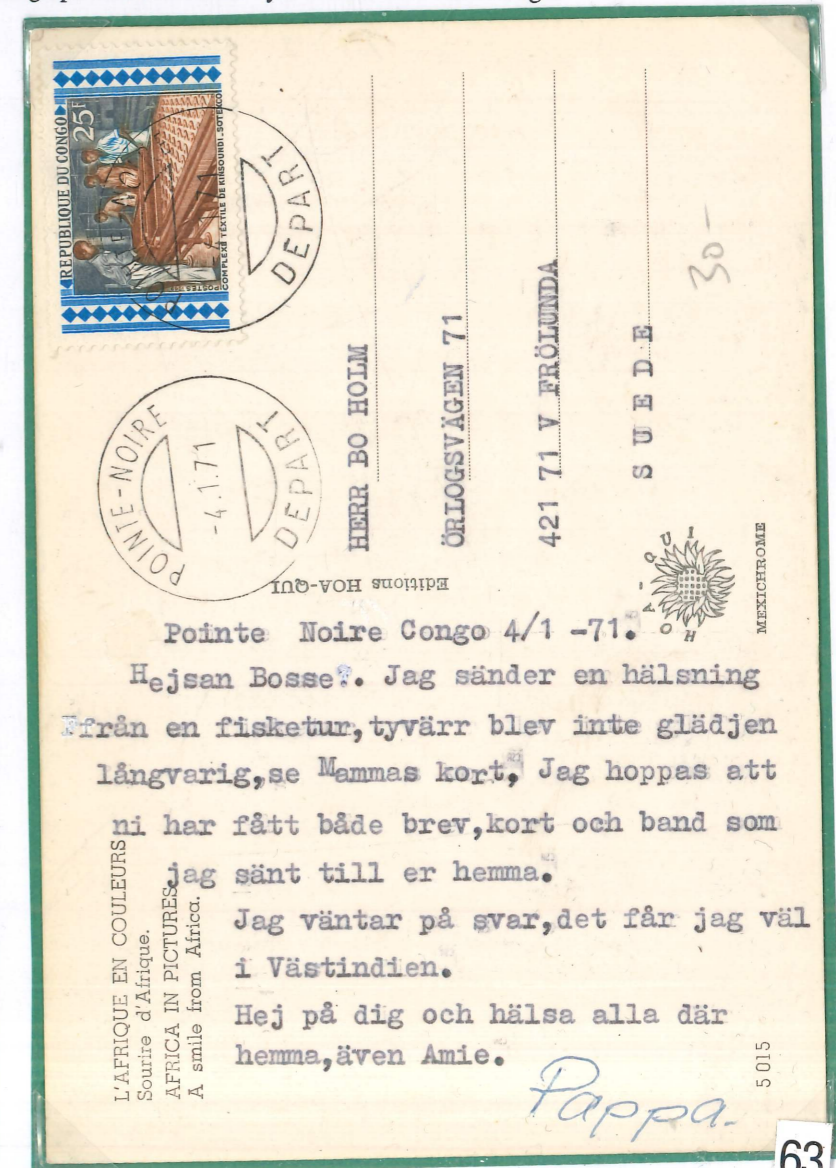 REPUBLIQUE DU CONGO
25F
POSTES
COMPLEXE TEXTILE DE KINSOUNDI. SOTEXCO
DEPART
POINTE-NOIRE
-4.1.71
DEPART
HERR BO HOLM
ÖRLOGSVÄGEN 71
421 71 V FRÖLUNDA
S U E D E
30-
Editions HOA-QUI
HOA-QUI
MEXICHROME
Pointe Noire Congo 4/1 -71.
Hejsan Bosse. Jag sänder en hälsning
från en fisketur,tyvärr blev inte glädjen
långvarig,se Mammas kort, Jag hoppas att
ni har fått både brev,kort och band som
jag sänt till er hemma.
Jag väntar på svar,det får jag väl
i Västindien.
Hej på dig och hälsa alla där
hemma,även Amie.
Pappa.
L'AFRIQUE EN COULEURS
Sourire d'Afrique.
AFRICA IN PICTURES
A smile from Africa.
5 015
63